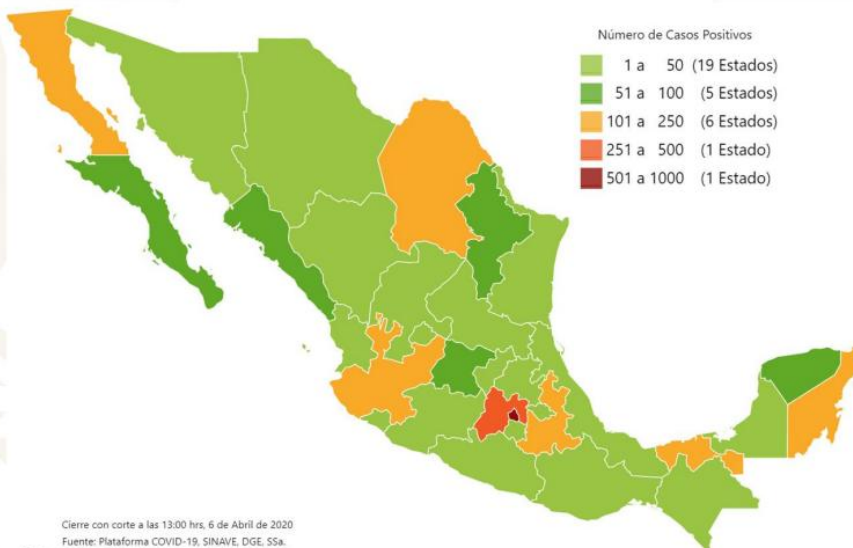 Número de Casos Positivos
1 a 50 (19 Estados)
51 a 100 (5 Estados)
101 a 250 (6 Estados)
251 a 500 (1 Estado)
501 a 1000 (1 Estado)
Cierre con corte a las 13:00 hrs, 6 de Abril de 2020
Fuente: Plataforma COVID-19, SINAVE, DGE, SSa.